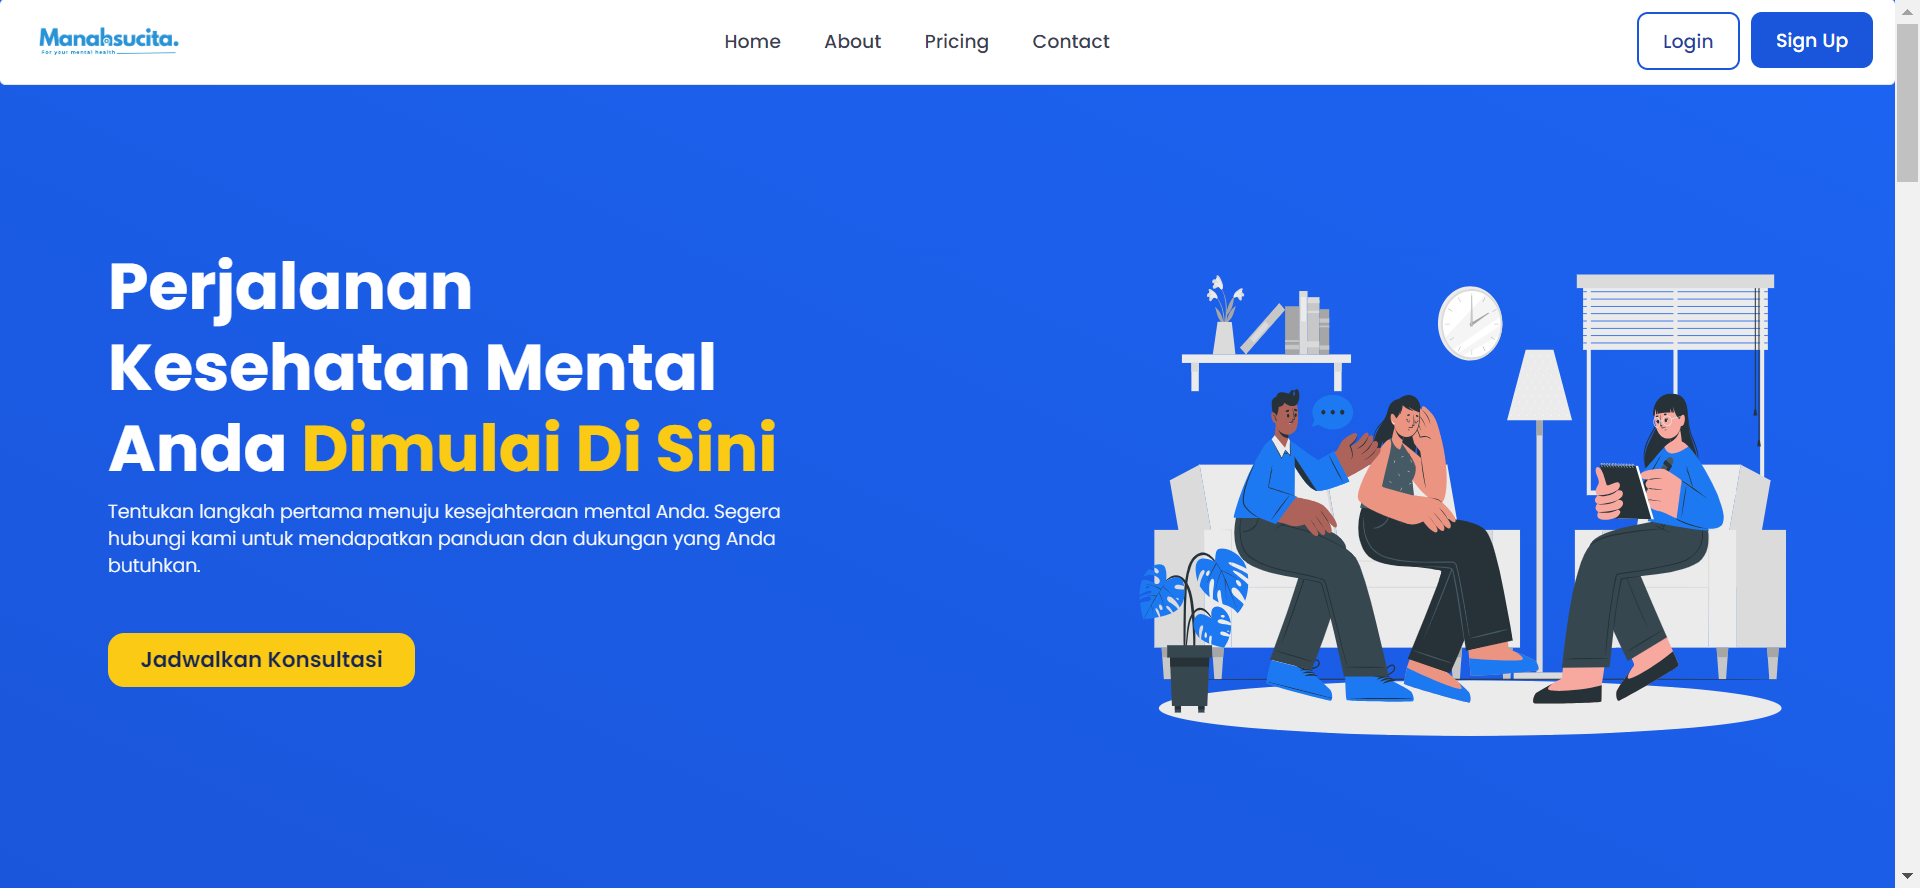 Manahsucita.
For your mental health
Home About Pricing Contact
Login Sign Up
Perjalanan
Kesehatan Mental
Anda Dimulai Di Sini
Tentukan langkah pertama menuju kesejahteraan mental Anda. Segera
hubungi kami untuk mendapatkan panduan dan dukungan yang Anda
butuhkan.
Jadwalkan Konsultasi